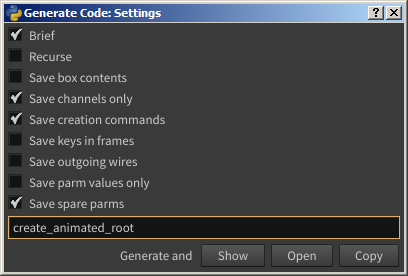 Generate Code: Settings
Brief
Recurse
Save box contents
Save channels only
Save creation commands
Save keys in frames
Save outgoing wires
Save parm values only
Save spare parms
create_animated_root
Generate and Show Open Copy